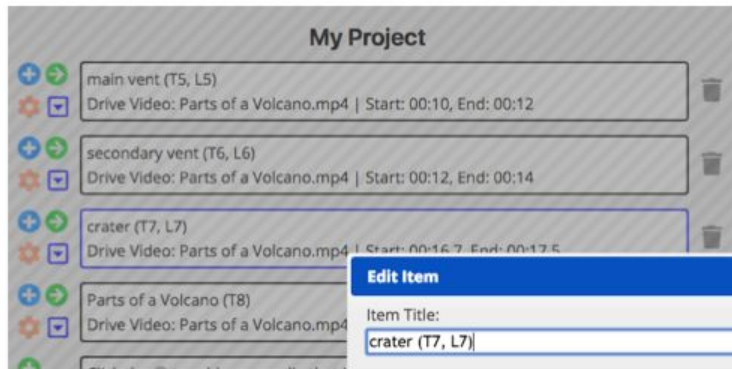 My Project
main vent (T5, L5)
Drive Video: Parts of a Volcano.mp4 | Start: 00:10, End: 00:12
secondary vent (T6, L6)
Drive Video: Parts of a Volcano.mp4 | Start: 00:12, End: 00:14
crater (T7, L7)
Drive Video: Parts of a Volcano.mp4 | Start: 00:16.7, End: 00:17.5
Edit Item
Parts of a Volcano (T8)
Item Title:
Drive Video: Parts of a Volcano.mp4
crater (T7, L7)